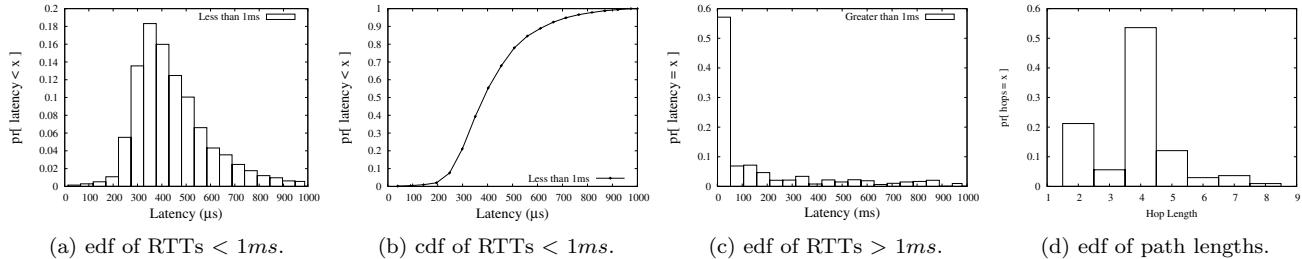 pr[ latency < x ]
0.2
0.18
0.16
0.14
0.12
0.1
0.08
0.06
0.04
0.02
0
Less than 1ms
0 100 200 300 400 500 600 700 800 900 1000
Latency (µs)
(a) edf of RTTs < 1ms.
pr[ latency < x ]
1
0.9
0.8
0.7
0.6
0.5
0.4
0.3
0.2
0.1
0
Less than 1ms
0 100 200 300 400 500 600 700 800 900 1000
Latency (µs)
(b) cdf of RTTs < 1ms.
pr[ latency = x ]
0.6
0.5
0.4
0.3
0.2
0.1
0
Greater than 1ms
0 100 200 300 400 500 600 700 800 900 1000
Latency (ms)
(c) edf of RTTs > 1ms.
pr[ hops = x ]
0.6
0.5
0.4
0.3
0.2
0.1
0
1 2 3 4 5 6 7 8 9
Hop Length
(d) edf of path lengths.